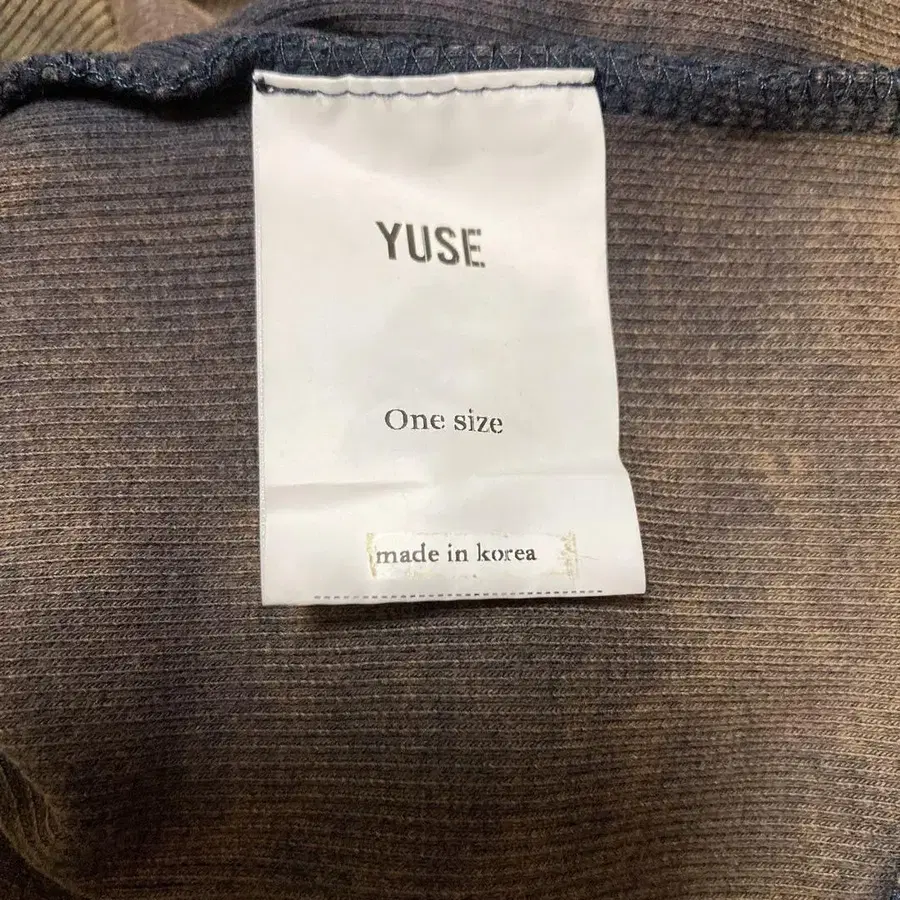 YUSE
One size
made in korea